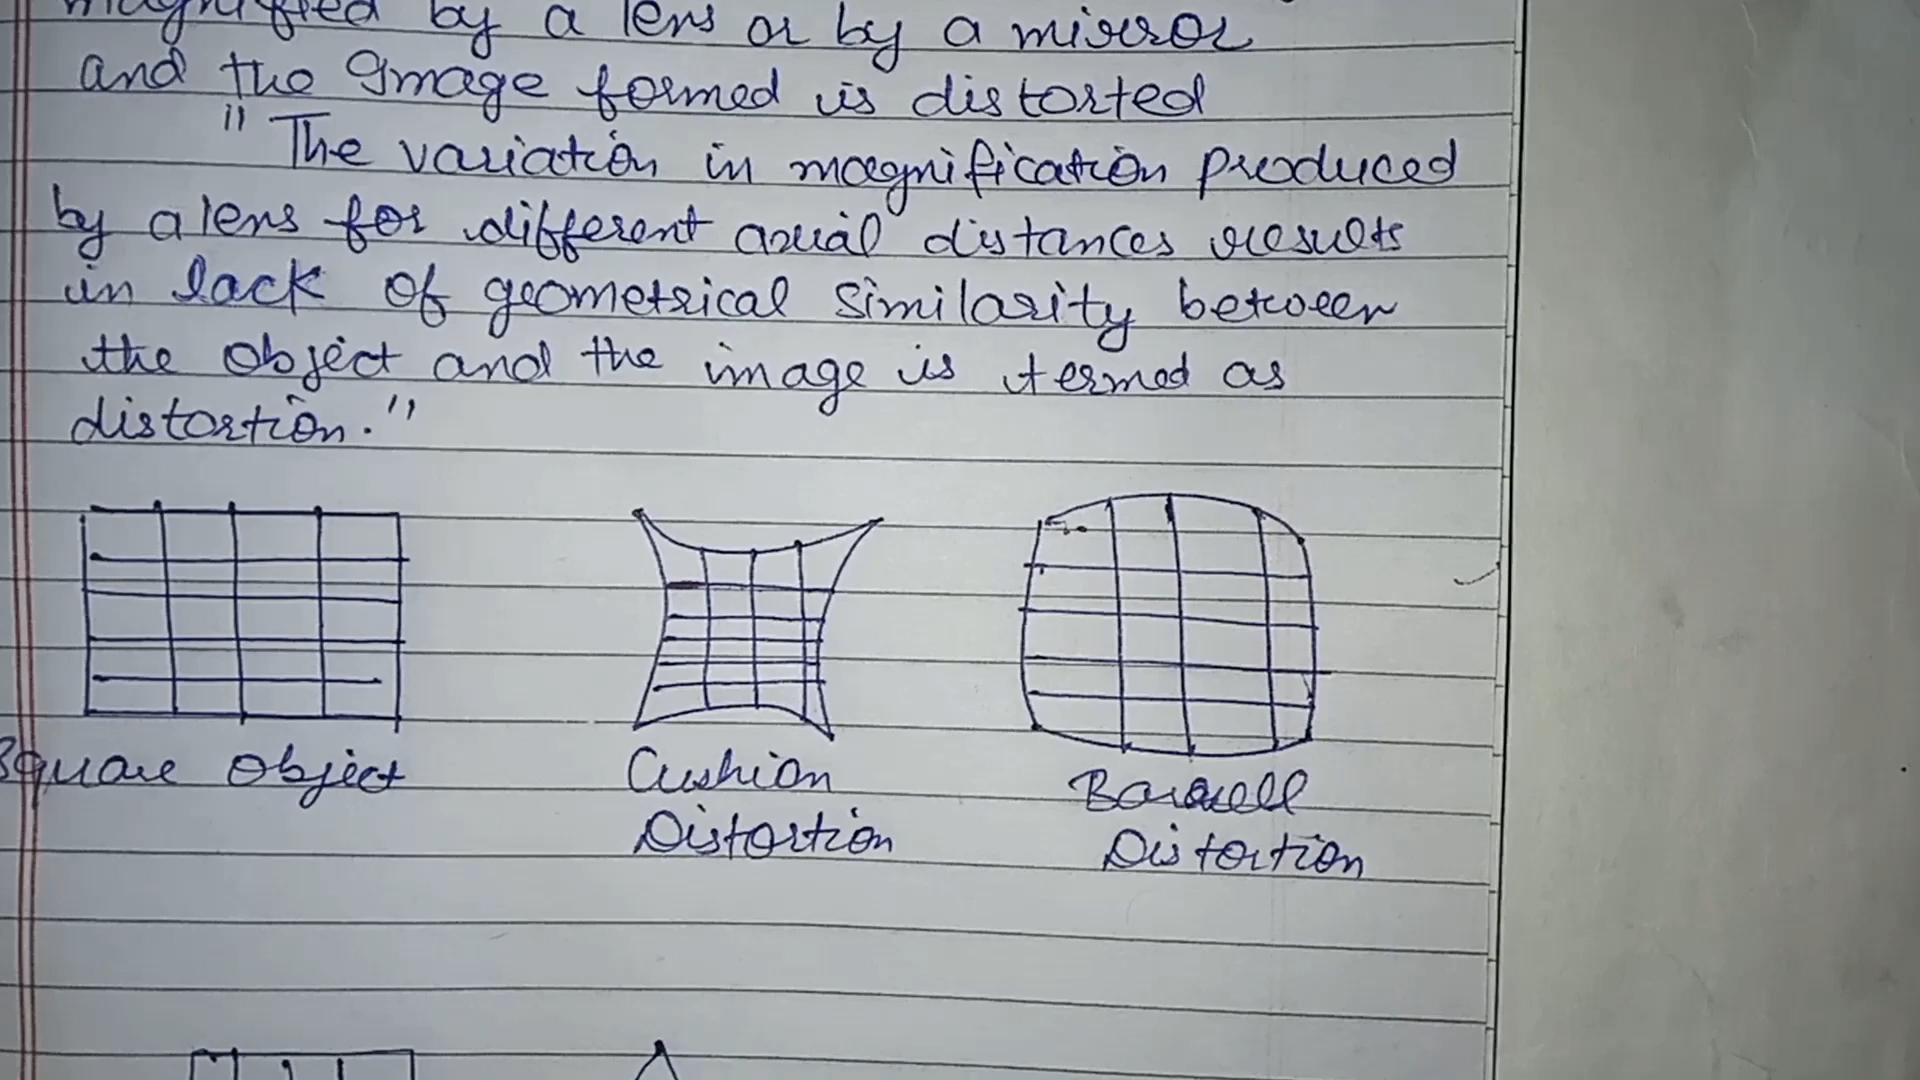 magnified by a lens or by a mirror
and the Image formed is distorted
"The variation in magnification produced
by a lens for different axial distances results
in lack of geometrical similarity between
the object and the image is termed as
distortion."
Square object
Cushion
Distortion
Barrell
Distortion